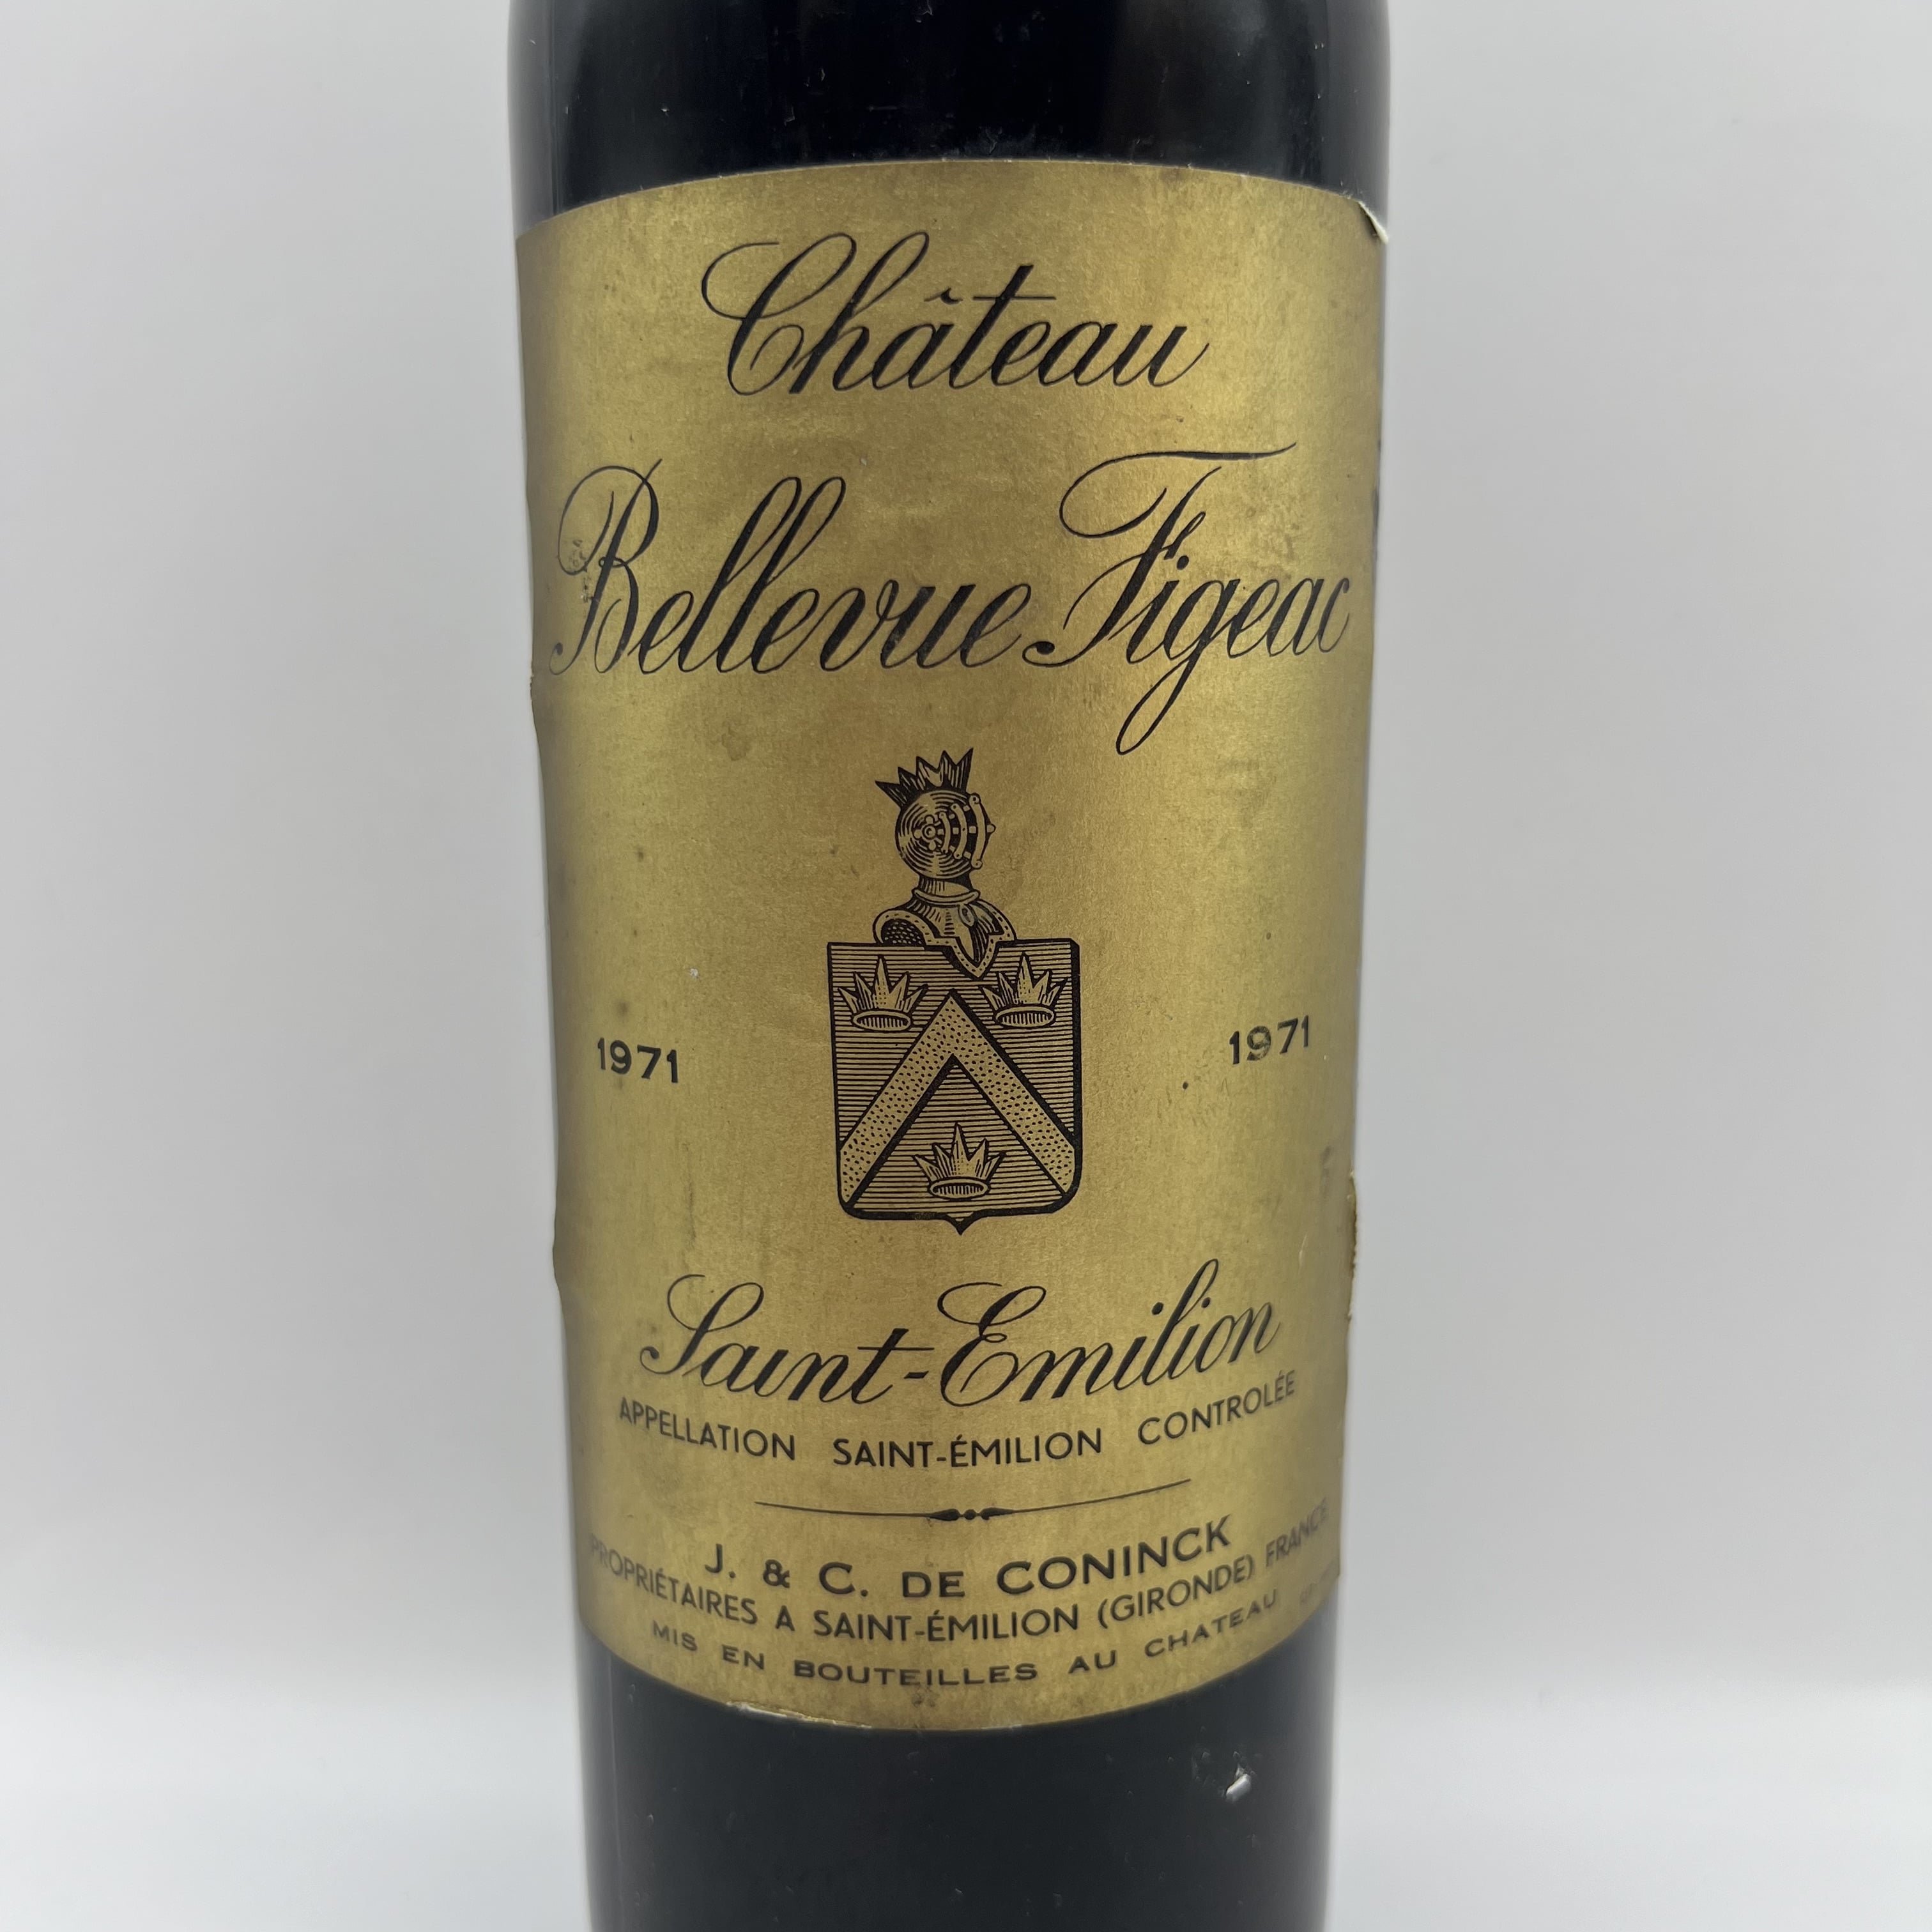 Château
Bellevue Figeac
1971 1971
Saint-Emilion
APPELLATION SAINT-ÉMILION CONTROLÉE
J. & C. DE CONINCK
PROPRIÉTAIRES A SAINT-ÉMILION (GIRONDE) FRANCE
MIS EN BOUTEILLES AU CHATEAU